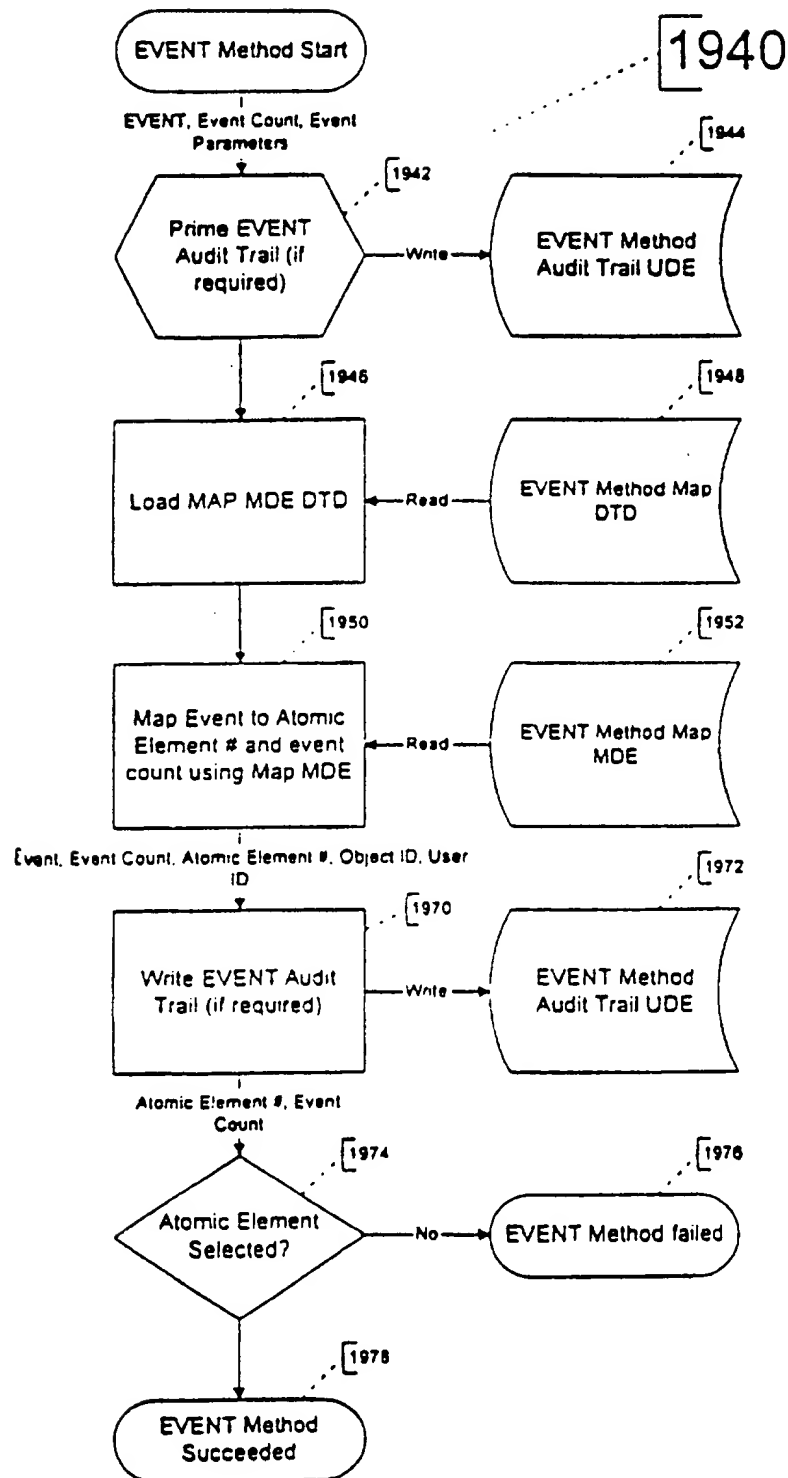 EVENT Method Start
1940
EVENT, Event Count, Event
Parameters
1942
1944
Prime EVENT
Audit Trail (if
required)
Write
EVENT Method
Audit Trail UDE
1946
1948
Load MAP MDE DTD
Read
EVENT Method Map
DTD
1950
1952
Map Event to Atomic
Element # and event
count using Map MDE
Read
EVENT Method Map
MDE
Event, Event Count, Atomic Element #, Object ID, User
ID
1970
1972
Write EVENT Audit
Trail (if required)
Write
EVENT Method
Audit Trail UDE
Atomic Element #, Event
Count
1974
1976
Atomic Element
Selected?
No
EVENT Method failed
1978
EVENT Method
Succeeded